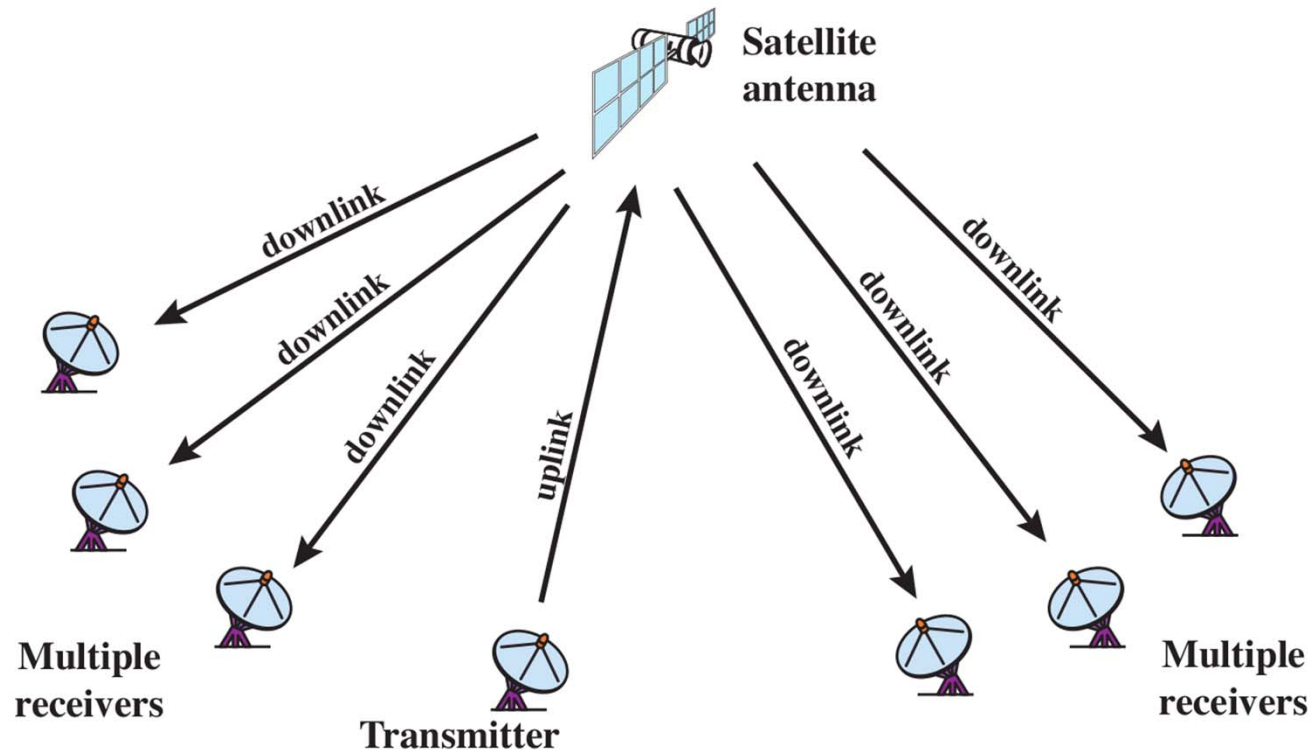 Satellite
antenna
downlink
downlink
downlink
uplink
downlink
downlink
downlink
Multiple
receivers
Transmitter
Multiple
receivers